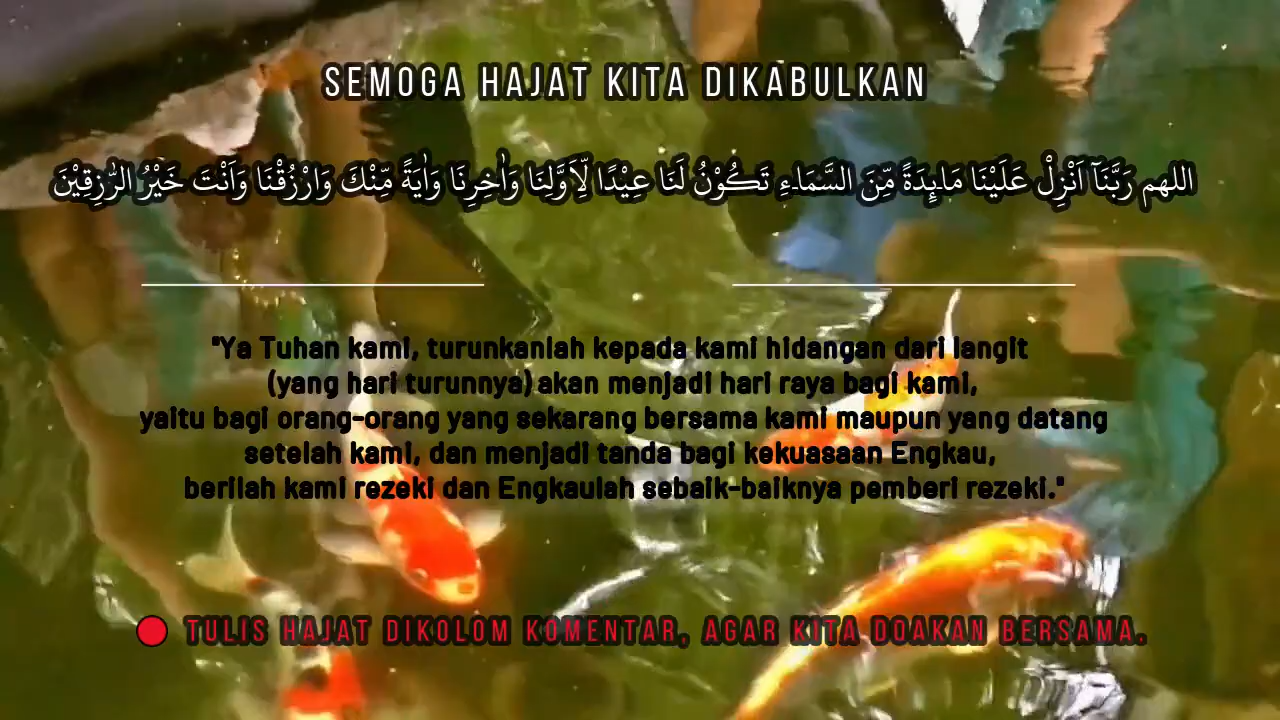 SEMOGA HAJAT KITA DIKABULKAN
اللهم رَبَّنَآ اَنْزِلْ عَلَيْنَا مَاۤىِٕدَةً مِّنَ السَّمَاۤءِ تَكُوْنُ لَنَا عِيْدًا لِّاَوَّلِنَا وَاٰخِرِنَا وَاٰيَةً مِّنْكَ وَارْزُقْنَا وَاَنْتَ خَيْرُ الرّٰزِقِيْنَ
"Ya Tuhan kami, turunkanlah kepada kami hidangan dari langit
(yang hari turunnya) akan menjadi hari raya bagi kami,
yaitu bagi orang-orang yang sekarang bersama kami maupun yang datang
setelah kami, dan menjadi tanda bagi kekuasaan Engkau,
berilah kami rezeki dan Engkaulah sebaik-baiknya pemberi rezeki."
TULIS HAJAT DIKOLOM KOMENTAR, AGAR KITA DOAKAN BERSAMA.